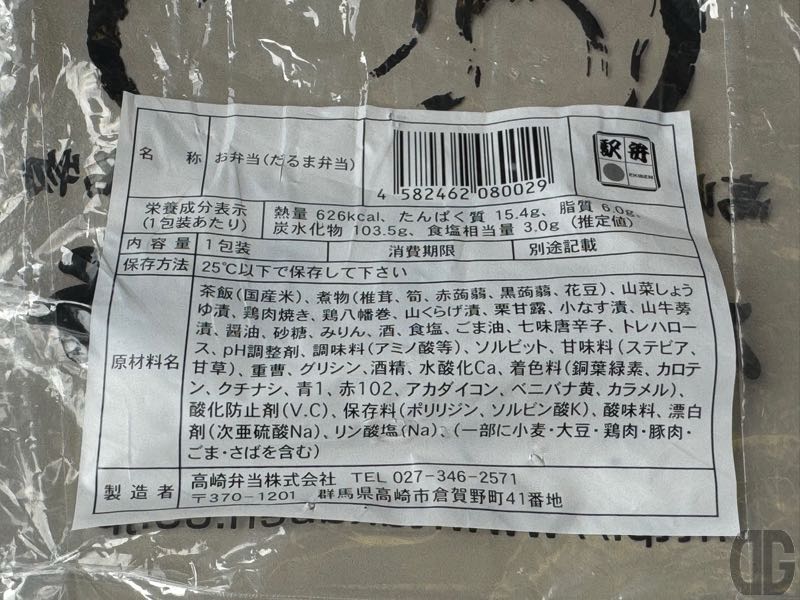 名　称　お弁当(だるま弁当)
4 582462 080029
駅弁
EKIBEN
栄養成分表示
(1包装あたり)
熱量 626kcal、たんぱく質 15.4g、脂質 6.0g、
炭水化物 103.5g、食塩相当量 3.0g (推定値)
内容量　1包装　消費期限　別途記載
保存方法　25℃以下で保存して下さい
原材料名
茶飯(国産米)、煮物(椎茸、筍、赤蒟蒻、黒蒟蒻、花豆)、山菜しょう
ゆ漬、鶏肉焼き、鶏八幡巻、山くらげ漬、栗甘露、小なす漬、山牛蒡
漬、醤油、砂糖、みりん、酒、食塩、ごま油、七味唐辛子、トレハロー
ス、pH調整剤、調味料(アミノ酸等)、ソルビット、甘味料(ステビア、
甘草)、重曹、グリシン、酒精、水酸化Ca、着色料(銅葉緑素、カロテ
ン、クチナシ、青1、赤102、アカダイコン、ベニバナ黄、カラメル)、
酸化防止剤(V.C)、保存料(ポリリジン、ソルビン酸K)、酸味料、漂白
剤(次亜硫酸Na)、リン酸塩(Na)、(一部に小麦・大豆・鶏肉・豚肉・
ごま・さばを含む)
製造者
高崎弁当株式会社　TEL 027-346-2571
〒370-1201　群馬県高崎市倉賀野町41番地
DG